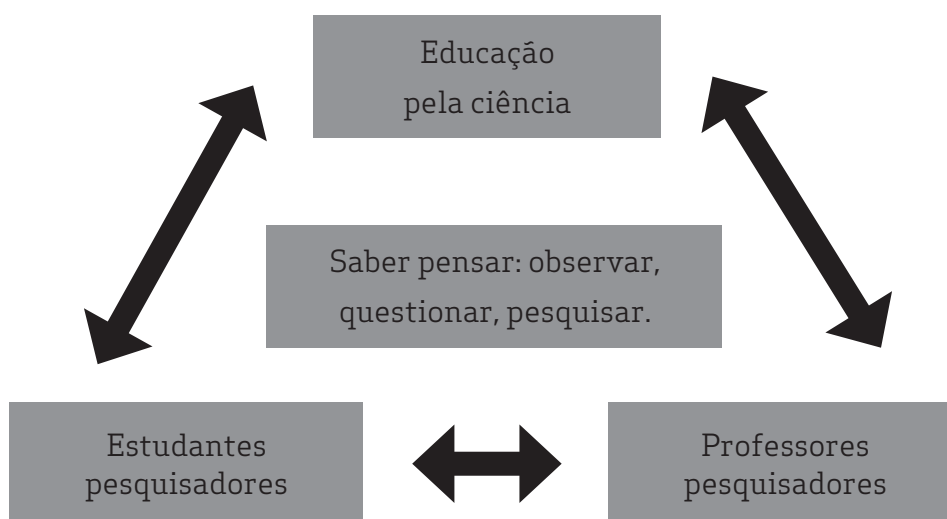 Educação
pela ciência
Saber pensar: observar,
questionar, pesquisar.
Estudantes
pesquisadores
Professores
pesquisadores